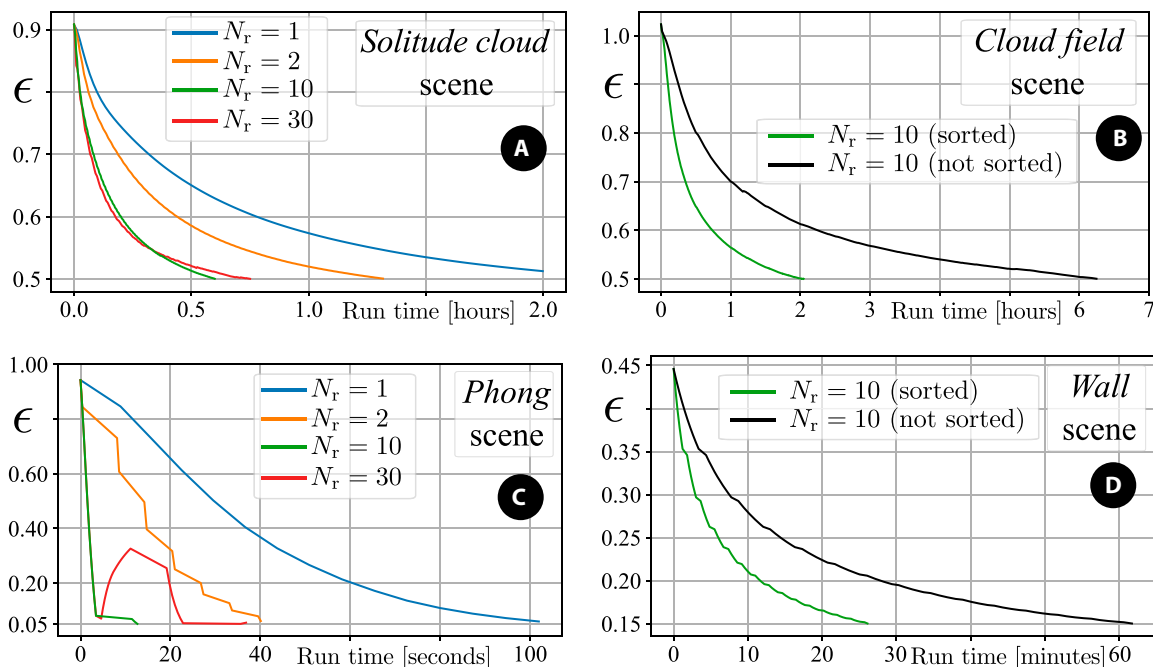 0.9
0.7
0.6
0.5
ϵ
N_r = 1
N_r = 2
N_r = 10
N_r = 30
Solitude cloud
scene
A
0.0 0.5 1.0 Run time [hours] 2.0
1.0
0.8
0.7
0.6
0.5
ϵ
Cloud field
scene
N_r = 10 (sorted)
N_r = 10 (not sorted)
B
0 1 2 3 Run time [hours] 6 7
1.00
0.60
0.40
0.20
0.05
ϵ
N_r = 1
N_r = 2
N_r = 10
N_r = 30
Phong
scene
C
0 20 40 Run time [seconds] 100
0.45
0.35
0.30
0.25
0.20
0.15
ϵ
N_r = 10 (sorted)
N_r = 10 (not sorted)
Wall
scene
D
0 10 20 30 Run time [minutes] 60